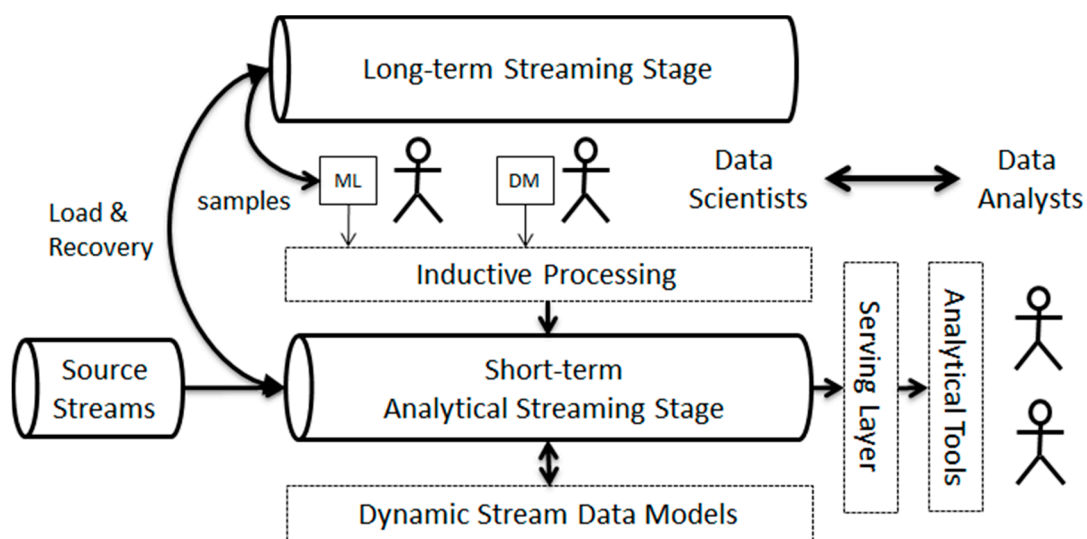 Long-term Streaming Stage
ML
DM
samples
Data
Scientists
Data
Analysts
Load &
Recovery
Inductive Processing
Source
Streams
Short-term
Analytical Streaming Stage
Serving Layer
Analytical Tools
Dynamic Stream Data Models